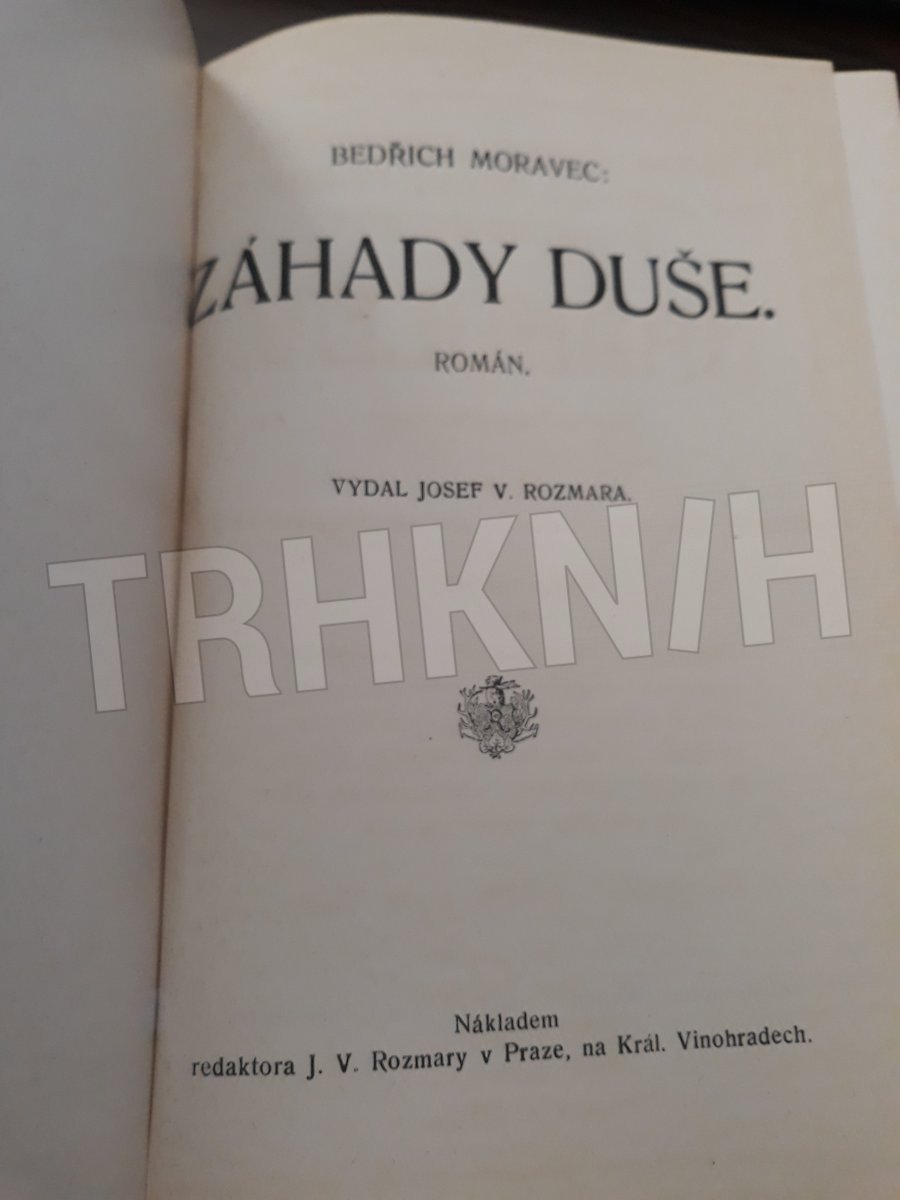 BEDŘICH MORAVEC:
ZÁHADY DUŠE.
ROMÁN.
VYDAL JOSEF V. ROZMARA.
TRHKNIH
Nákladem
redaktora J. V. Rozmary v Praze, na Král. Vinohradech.